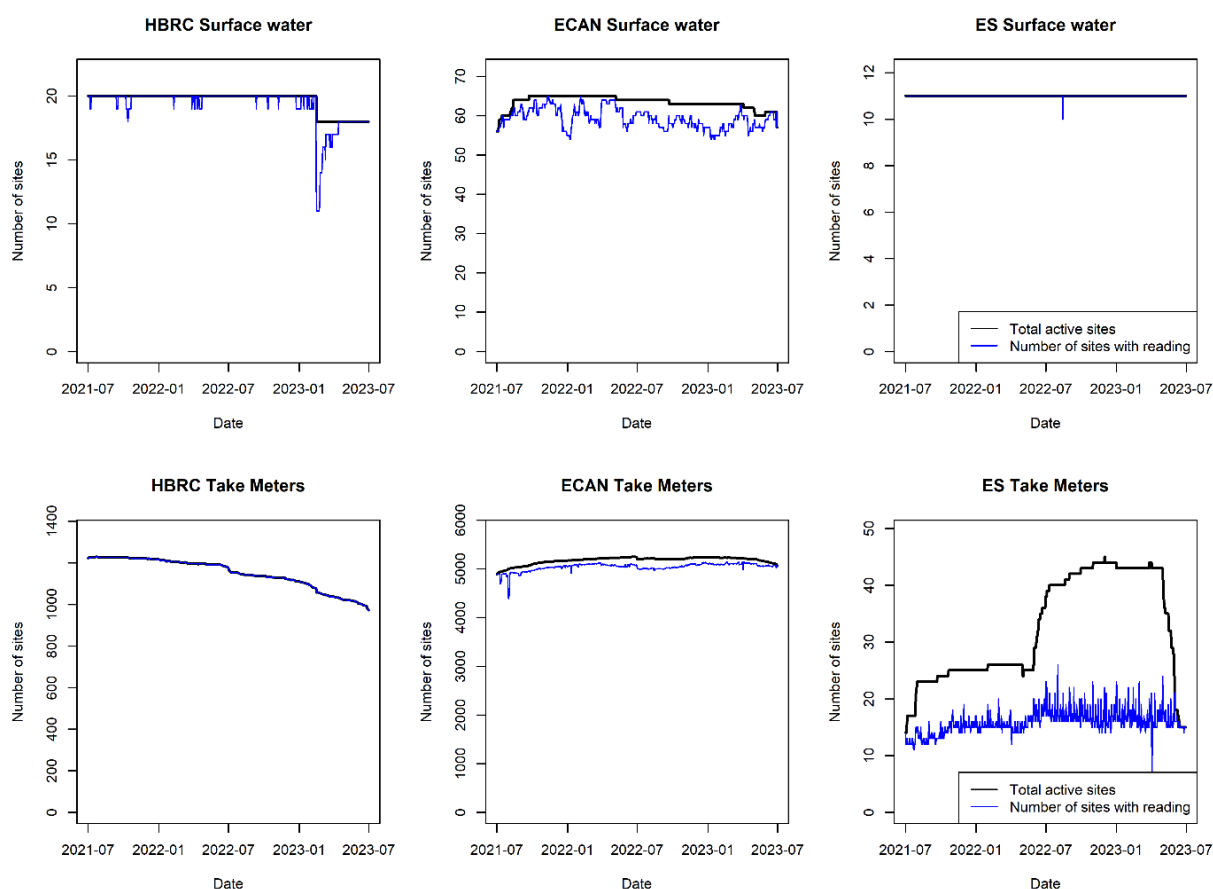 HBRC Surface water
ECAN Surface water
ES Surface water
Number of sites
0
5
10
15
20
2021-07 2022-01 2022-07 2023-01 2023-07
Date
Number of sites
0
10
20
30
40
50
60
70
2021-07 2022-01 2022-07 2023-01 2023-07
Date
Number of sites
0
2
4
6
8
10
12
Total active sites
Number of sites with reading
2021-07 2022-01 2022-07 2023-01 2023-07
Date
HBRC Take Meters
ECAN Take Meters
ES Take Meters
Number of sites
0
200
400
600
800
1000
1200
1400
2021-07 2022-01 2022-07 2023-01 2023-07
Date
Number of sites
0
1000
2000
3000
4000
5000
6000
2021-07 2022-01 2022-07 2023-01 2023-07
Date
Number of sites
0
10
20
30
40
50
Total active sites
Number of sites with reading
2021-07 2022-01 2022-07 2023-01 2023-07
Date